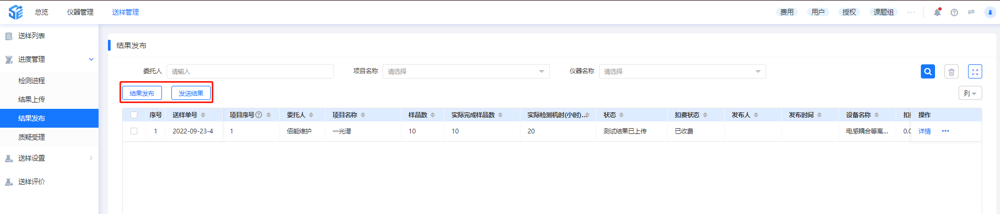 总览 仪器管理 送样管理 费用 用户 授权 课题组 ...
送样列表
进度管理
检测进程
结果上传
结果发布
质疑受理
送样设置
送样评价
结果发布
委托人 请输入 项目名称 请选择 仪器名称 请选择
结果发布 发送结果 列
序号 送样单号 项目序号 委托人 项目名称 样品数 实际完成样品数 实际检测机时(小时)... 状态 扣费状态 发布人 发布时间 设备名称 扣 操作
1 2022-09-23-4 1 佰能维护 一光谱 10 10 20 测试结果已上传 已收费 电感耦合等离... 0.0 详情 ...